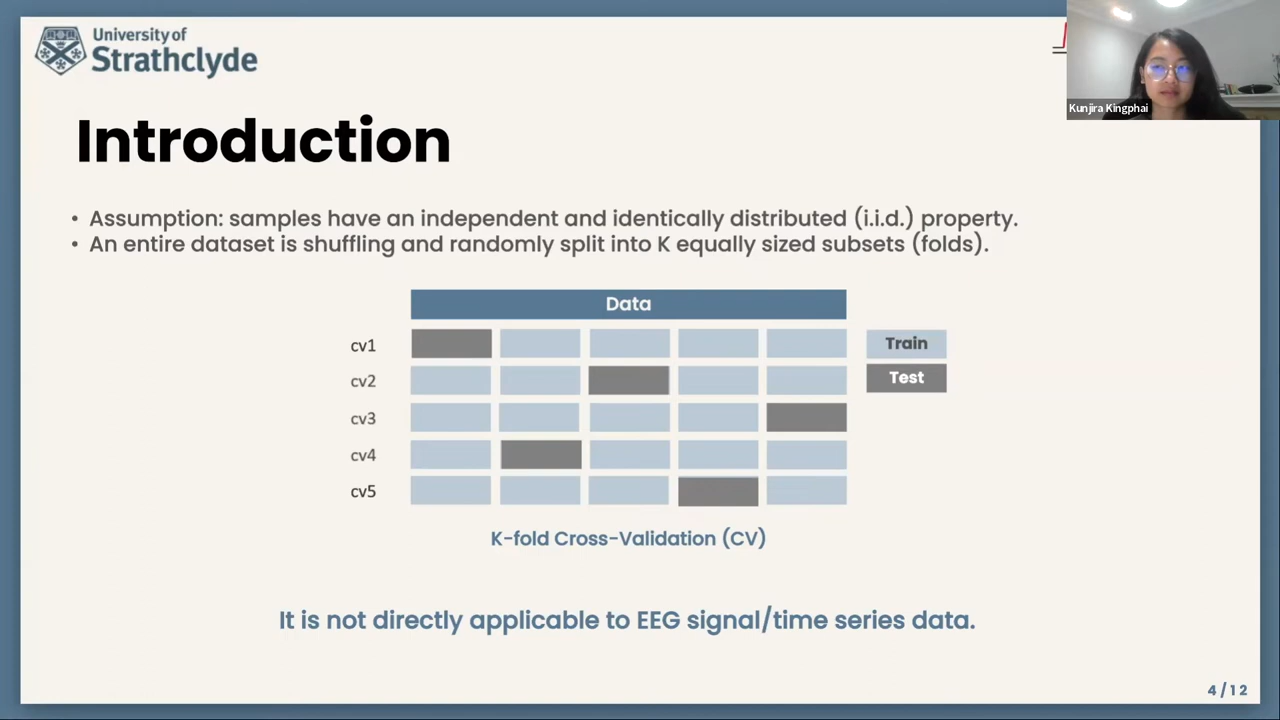 University of
Strathclyde
Kunjira Kingphai
Introduction
• Assumption: samples have an independent and identically distributed (i.i.d.) property.
• An entire dataset is shuffling and randomly split into K equally sized subsets (folds).
Data
cv1
Train
cv2
Test
cv3
cv4
cv5
K-fold Cross-Validation (CV)
It is not directly applicable to EEG signal/time series data.
4/12